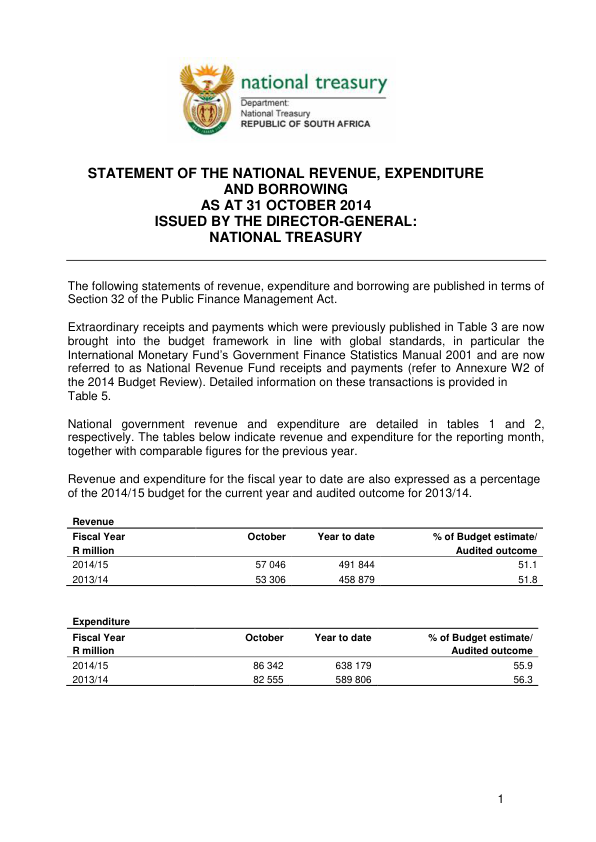 national treasury
Department:
National Treasury
REPUBLIC OF SOUTH AFRICA
STATEMENT OF THE NATIONAL REVENUE, EXPENDITURE
AND BORROWING
AS AT 31 OCTOBER 2014
ISSUED BY THE DIRECTOR-GENERAL:
NATIONAL TREASURY
The following statements of revenue, expenditure and borrowing are published in terms of
Section 32 of the Public Finance Management Act.
Extraordinary receipts and payments which were previously published in Table 3 are now
brought into the budget framework in line with global standards, in particular the
International Monetary Fund's Government Finance Statistics Manual 2001 and are now
referred to as National Revenue Fund receipts and payments (refer to Annexure W2 of
the 2014 Budget Review). Detailed information on these transactions is provided in
Table 5.
National government revenue and expenditure are detailed in tables 1 and 2,
respectively. The tables below indicate revenue and expenditure for the reporting month,
together with comparable figures for the previous year.
Revenue and expenditure for the fiscal year to date are also expressed as a percentage
of the 2014/15 budget for the current year and audited outcome for 2013/14.
Revenue
Fiscal Year October Year to date % of Budget estimate/
R million Audited outcome
2014/15 57 046 491 844 51.1
2013/14 53 306 458 879 51.8
Expenditure
Fiscal Year October Year to date % of Budget estimate/
R million Audited outcome
2014/15 86 342 638 179 55.9
2013/14 82 555 589 806 56.3
1